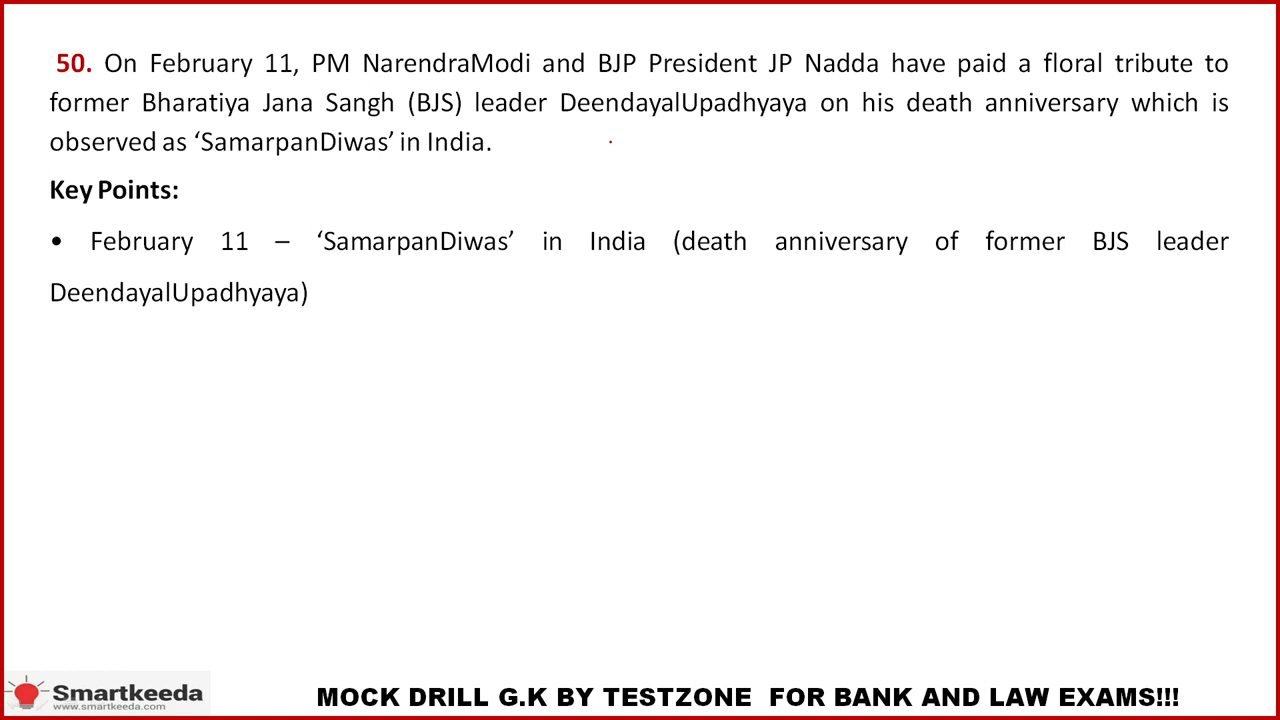 50. On February 11, PM NarendraModi and BJP President JP Nadda have paid a floral tribute to
former Bharatiya Jana Sangh (BJS) leader DeendayalUpadhyaya on his death anniversary which is
observed as ‘SamarpanDiwas’ in India.
Key Points:
• February 11 – ‘SamarpanDiwas’ in India (death anniversary of former BJS leader
DeendayalUpadhyaya)
Smartkeeda
www.smartkeeda.com
MOCK DRILL G.K BY TESTZONE FOR BANK AND LAW EXAMS!!!